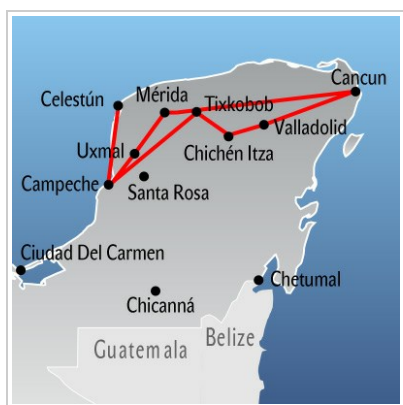 Cancun
Celestún
Mérida
Tixkobob
Valladolid
Uxmal
Chichén Itza
Campeche
Santa Rosa
Ciudad Del Carmen
Chetumal
Chicanná
Belize
Guatemala